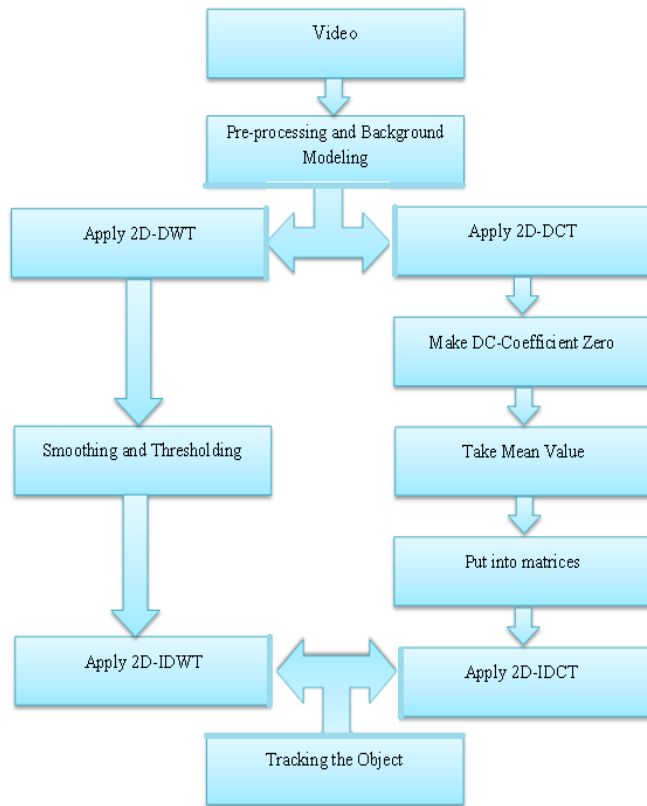 Video
Pre-processing and Background
Modeling
Apply 2D-DWT
Apply 2D-DCT
Make DC-Coefficient Zero
Smoothing and Thresholding
Take Mean Value
Put into matrices
Apply 2D-IDWT
Apply 2D-IDCT
Tracking the Object